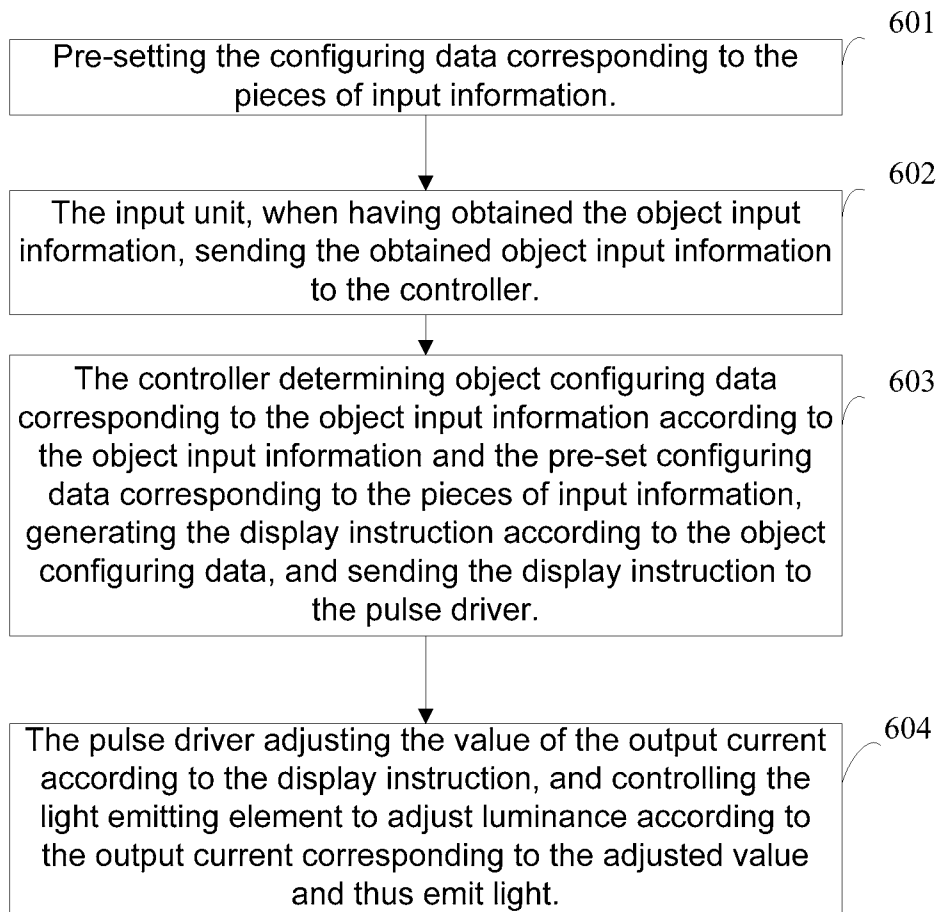 601
Pre-setting the configuring data corresponding to the
pieces of input information.
602
The input unit, when having obtained the object input
information, sending the obtained object input information
to the controller.
603
The controller determining object configuring data
corresponding to the object input information according to
the object input information and the pre-set configuring
data corresponding to the pieces of input information,
generating the display instruction according to the object
configuring data, and sending the display instruction to
the pulse driver.
604
The pulse driver adjusting the value of the output current
according to the display instruction, and controlling the
light emitting element to adjust luminance according to
the output current corresponding to the adjusted value
and thus emit light.